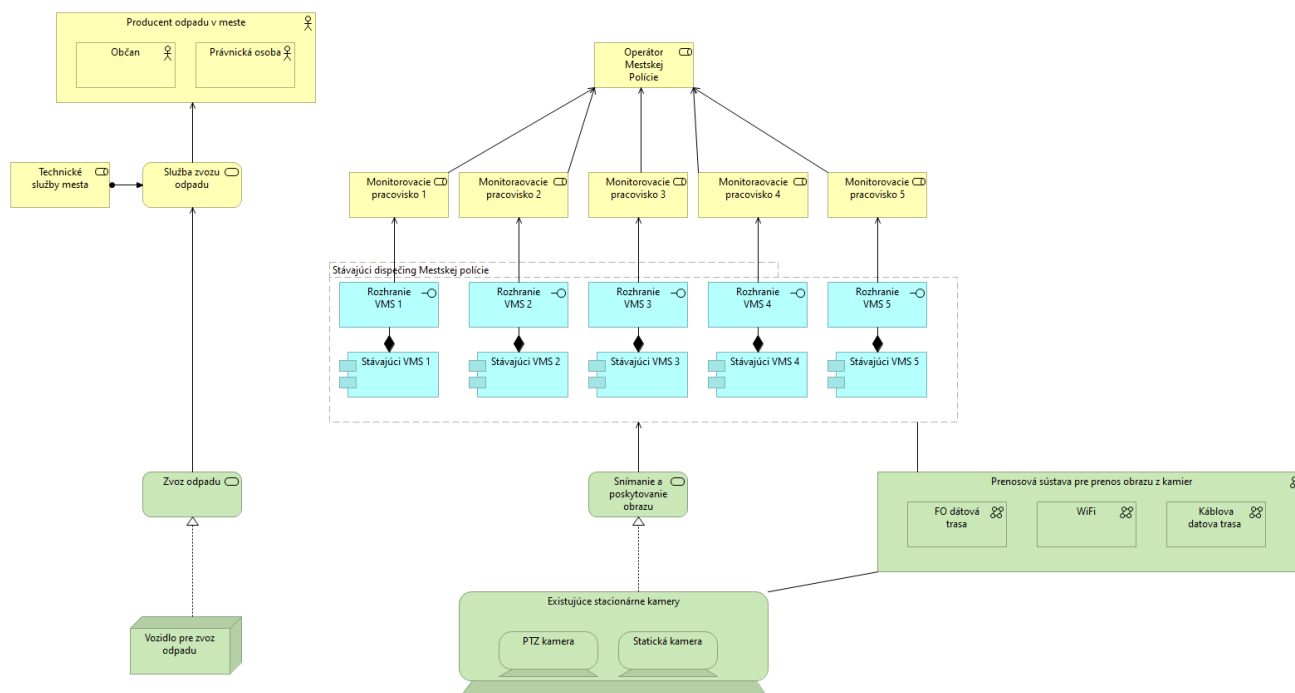 Producent odpadu v meste
Občan
Právnická osoba
Operátor
Mestskej
Polície
Technické
služby mesta
Služba zvozu
odpadu
Monitorovacie
pracovisko 1
Monitoraovacie
pracovisko 2
Monitorovacie
pracovisko 3
Monitoraovacie
pracovisko 4
Monitorovacie
pracovisko 5
Stávajúci dispečing Mestskej polície
Rozhranie
VMS 1
Rozhranie
VMS 2
Rozhranie
VMS 3
Rozhranie
VMS 4
Rozhranie
VMS 5
Stávajúci VMS 1
Stávajúci VMS 2
Stávajúci VMS 3
Stávajúci VMS 4
Stávajúci VMS 5
Zvoz odpadu
Snímanie a
poskytovanie
obrazu
Prenosová sústava pre prenos obrazu z kamier
FO dátová
trasa
WiFi
Káblova
datova trasa
Existujúce stacionárne kamery
PTZ kamera
Statická kamera
Vozidlo pre zvoz
odpadu